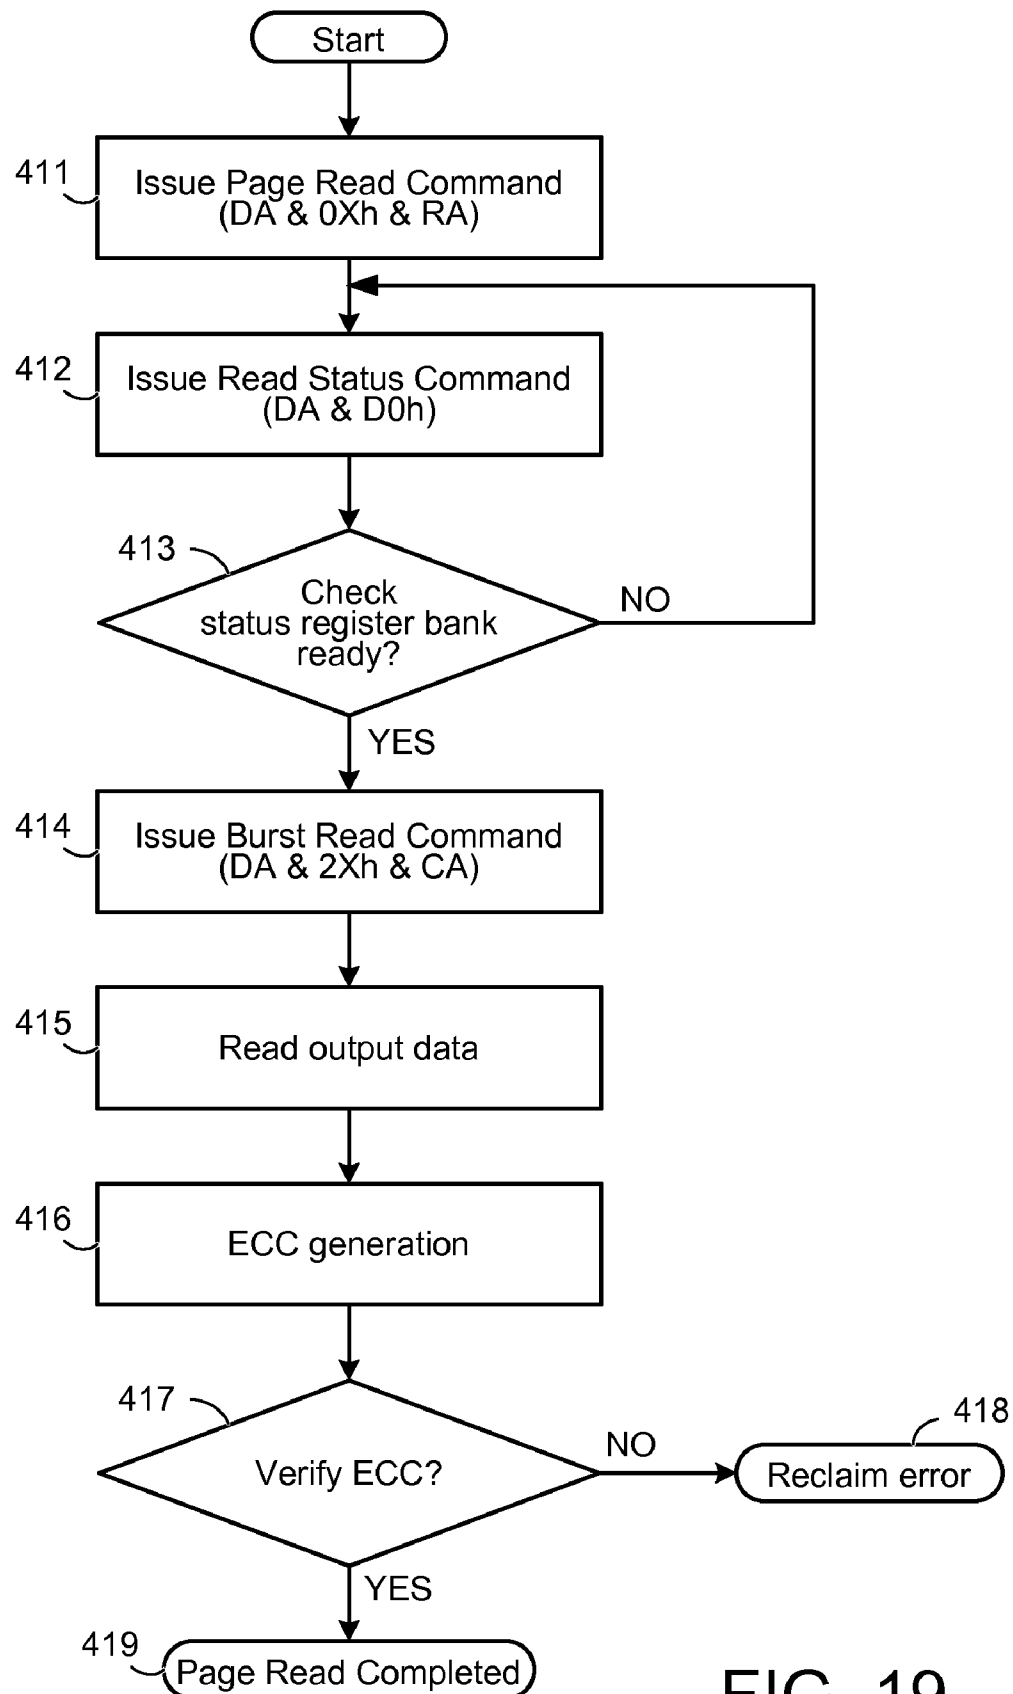 Start
411
Issue Page Read Command
(DA & 0Xh & RA)
412
Issue Read Status Command
(DA & D0h)
413
Check
status register bank
ready?
NO
YES
414
Issue Burst Read Command
(DA & 2Xh & CA)
415
Read output data
416
ECC generation
417
Verify ECC?
NO
418
Reclaim error
YES
419
Page Read Completed
FIG. 19